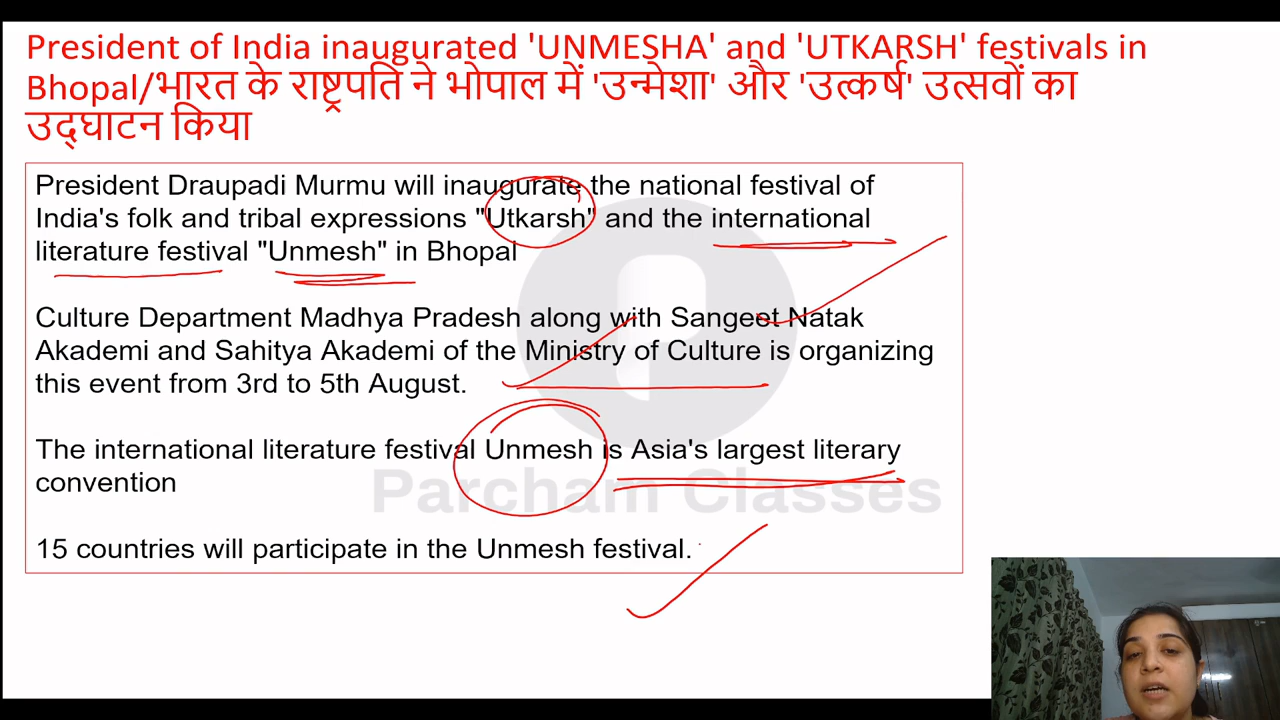 President of India inaugurated 'UNMESHA' and 'UTKARSH' festivals in
Bhopal/भारत के राष्ट्रपति ने भोपाल में 'उन्मेशा' और 'उत्कर्ष' उत्सवों का
उद्घाटन किया
President Draupadi Murmu will inaugurate the national festival of
India's folk and tribal expressions "Utkarsh" and the international
literature festival "Unmesh" in Bhopal
Culture Department Madhya Pradesh along with Sangeet Natak
Akademi and Sahitya Akademi of the Ministry of Culture is organizing
this event from 3rd to 5th August.
The international literature festival Unmesh is Asia's largest literary
convention
Parcham Classes
15 countries will participate in the Unmesh festival.